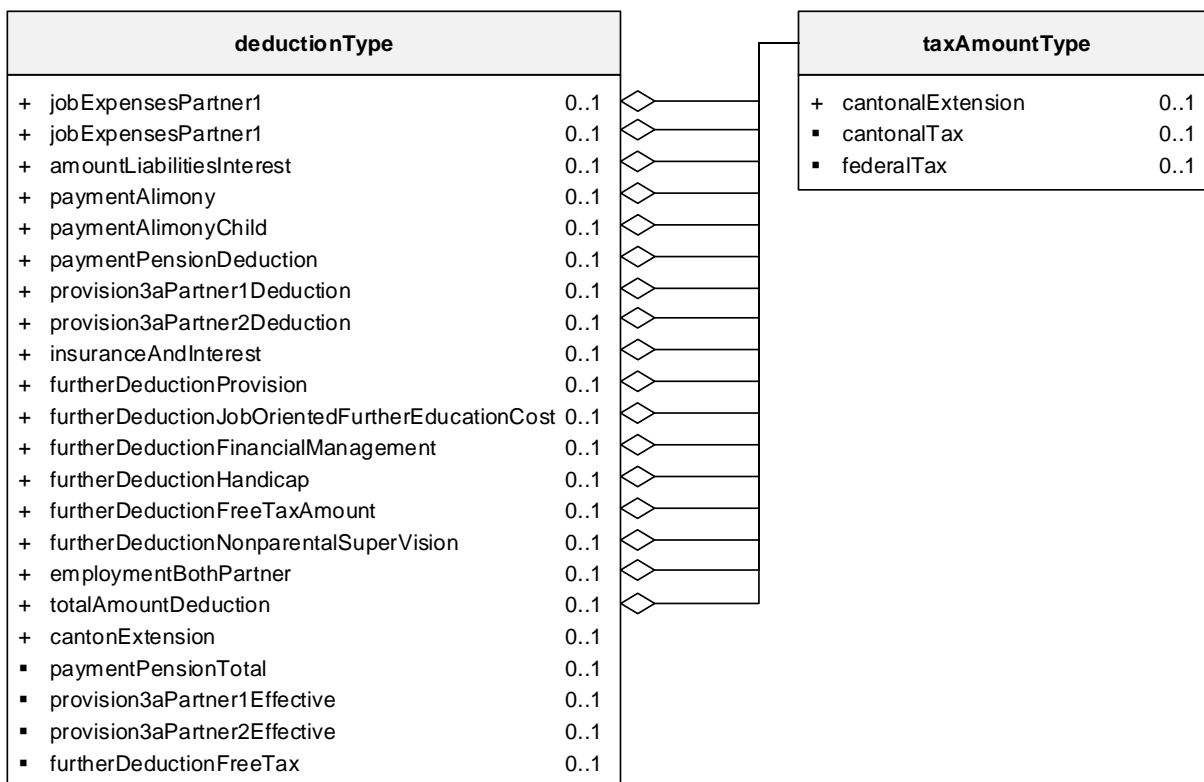 deductionType
+ jobExpensesPartner1 0..1
+ jobExpensesPartner1 0..1
+ amountLiabilitiesInterest 0..1
+ paymentAlimony 0..1
+ paymentAlimonyChild 0..1
+ paymentPensionDeduction 0..1
+ provision3aPartner1Deduction 0..1
+ provision3aPartner2Deduction 0..1
+ insuranceAndInterest 0..1
+ furtherDeductionProvision 0..1
+ furtherDeductionJobOrientedFurtherEducationCost 0..1
+ furtherDeductionFinancialManagement 0..1
+ furtherDeductionHandicap 0..1
+ furtherDeductionFreeTaxAmount 0..1
+ furtherDeductionNonparentalSuperVision 0..1
+ employmentBothPartner 0..1
+ totalAmountDeduction 0..1
+ cantonExtension 0..1
▪ paymentPensionTotal 0..1
▪ provision3aPartner1Effective 0..1
▪ provision3aPartner2Effective 0..1
▪ furtherDeductionFreeTax 0..1
taxAmountType
+ cantonalExtension 0..1
▪ cantonalTax 0..1
▪ federalTax 0..1